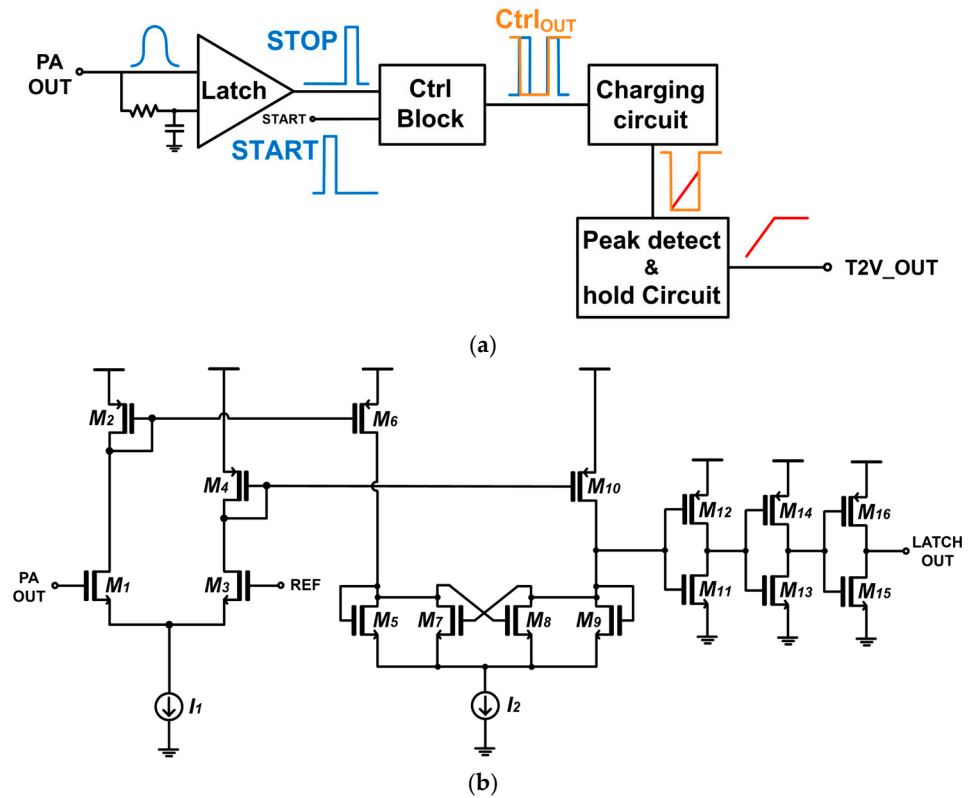 PA
OUT
Latch
STOP
START
START
Ctrl
Block
CtrlOUT
Charging
circuit
Peak detect
&
hold Circuit
T2V_OUT
(a)
M2
M6
M4
M10
M12
M14
M16
PA
OUT
M1
M3
REF
LATCH
OUT
M11
M13
M15
M5
M7
M8
M9
I1
I2
(b)